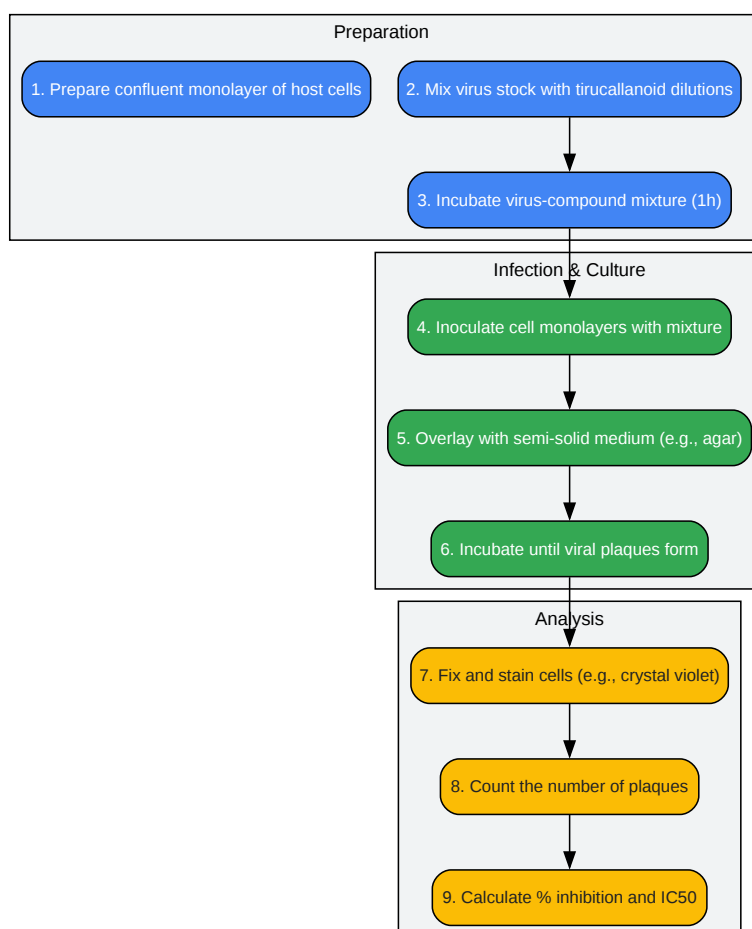 Preparation
1. Prepare confluent monolayer of host cells
2. Mix virus stock with tirucallanoid dilutions
3. Incubate virus-compound mixture (1h)
Infection & Culture
4. Inoculate cell monolayers with mixture
5. Overlay with semi-solid medium (e.g., agar)
6. Incubate until viral plaques form
Analysis
7. Fix and stain cells (e.g., crystal violet)
8. Count the number of plaques
9. Calculate % inhibition and IC50